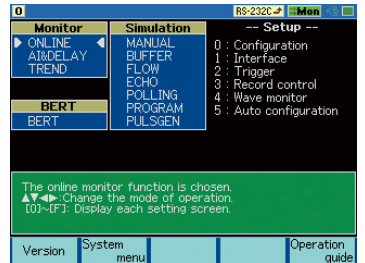 0
RS-232C
Mon
Monitor
ONLINE
AI&DELAY
TREND
BERT
BERT
Simulation
MANUAL
BUFFER
FLOW
ECHO
POLLING
PROGRAM
PULSGEN
-- Setup --
0 : Configuration
1 : Interface
2 : Trigger
3 : Record control
4 : Wave monitor
5 : Auto configuration
The online monitor function is chosen.
▲▼◀▶:Change the mode of operation.
[0]~[F]: Display each setting screen.
Version
System
menu
Operation
guide